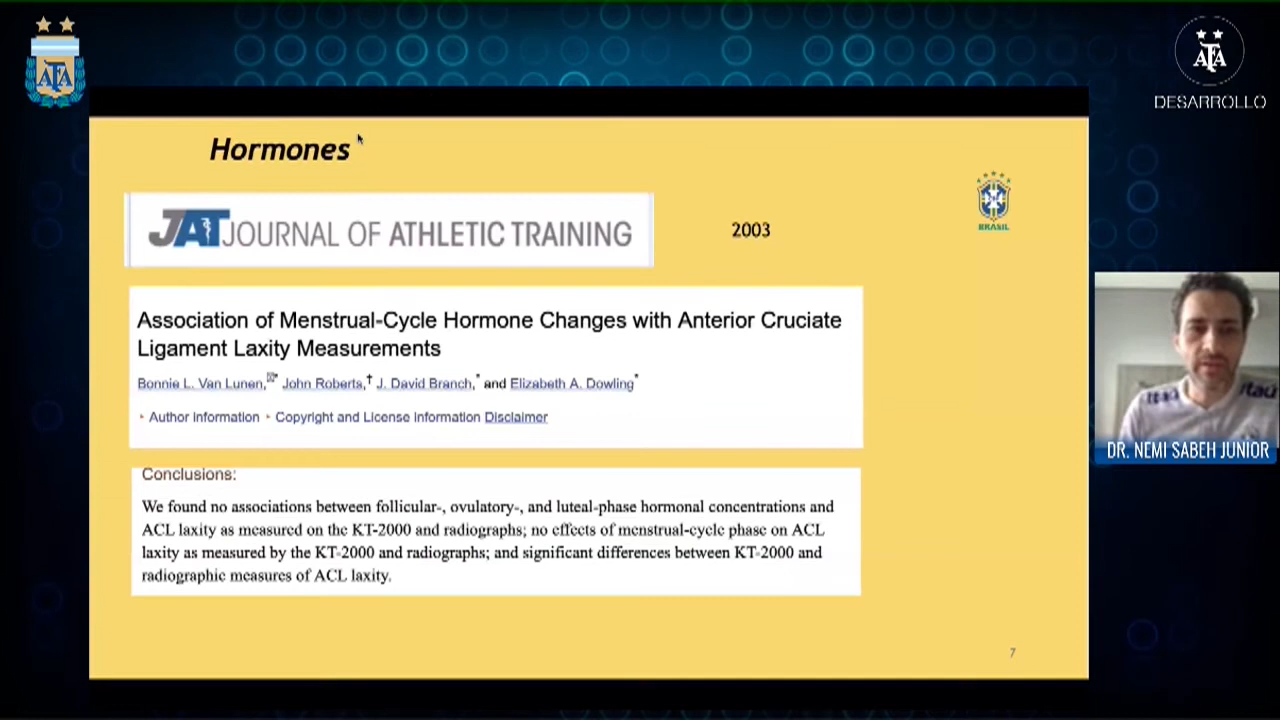 AFA
AFA
DESARROLLO
Hormones
BRASIL
JAT JOURNAL OF ATHLETIC TRAINING
2003
Association of Menstrual-Cycle Hormone Changes with Anterior Cruciate
Ligament Laxity Measurements
Bonnie L. Van Lunen,* John Roberts,† J. David Branch,* and Elizabeth A. Dowling*
Author information Copyright and License information Disclaimer
Conclusions:
We found no associations between follicular-, ovulatory-, and luteal-phase hormonal concentrations and
ACL laxity as measured on the KT-2000 and radiographs; no effects of menstrual-cycle phase on ACL
laxity as measured by the KT-2000 and radiographs; and significant differences between KT-2000 and
radiographic measures of ACL laxity.
7
Itaú
Itaú
DR. NEMI SABEH JUNIOR